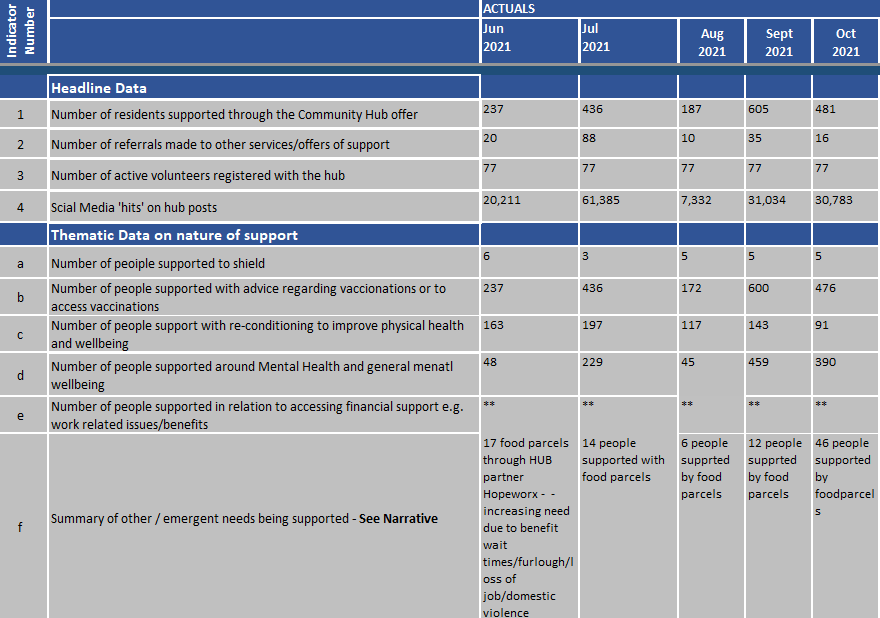 Indicator Number
ACTUALS
Jun 2021 Jul 2021 Aug 2021 Sept 2021 Oct 2021
Headline Data
1 Number of residents supported through the Community Hub offer 237 436 187 605 481
2 Number of referrals made to other services/offers of support 20 88 10 35 16
3 Number of active volunteers registered with the hub 77 77 77 77 77
4 Scial Media 'hits' on hub posts 20,211 61,385 7,332 31,034 30,783
Thematic Data on nature of support
a Number of peoiple supported to shield 6 3 5 5 5
b Number of people supported with advice regarding vaccionations or to
access vaccinations 237 436 172 600 476
c Number of people support with re-conditioning to improve physical health
and wellbeing 163 197 117 143 91
d Number of people supported around Mental Health and general menatl
wellbeing 48 229 45 459 390
e Number of people supported in relation to accessing financial support e.g.
work related issues/benefits ** ** ** ** **
f Summary of other / emergent needs being supported - See Narrative
17 food parcels
through HUB
partner
Hopeworx - -
increasing need
due to benefit
wait
times/furlough/l
oss of
job/domestic
violence
14 people
supported with
food parcels
6 people
supprted
by food
parcels
12 people
supprted
by food
parcels
46 people
supported
by
foodparcel
s